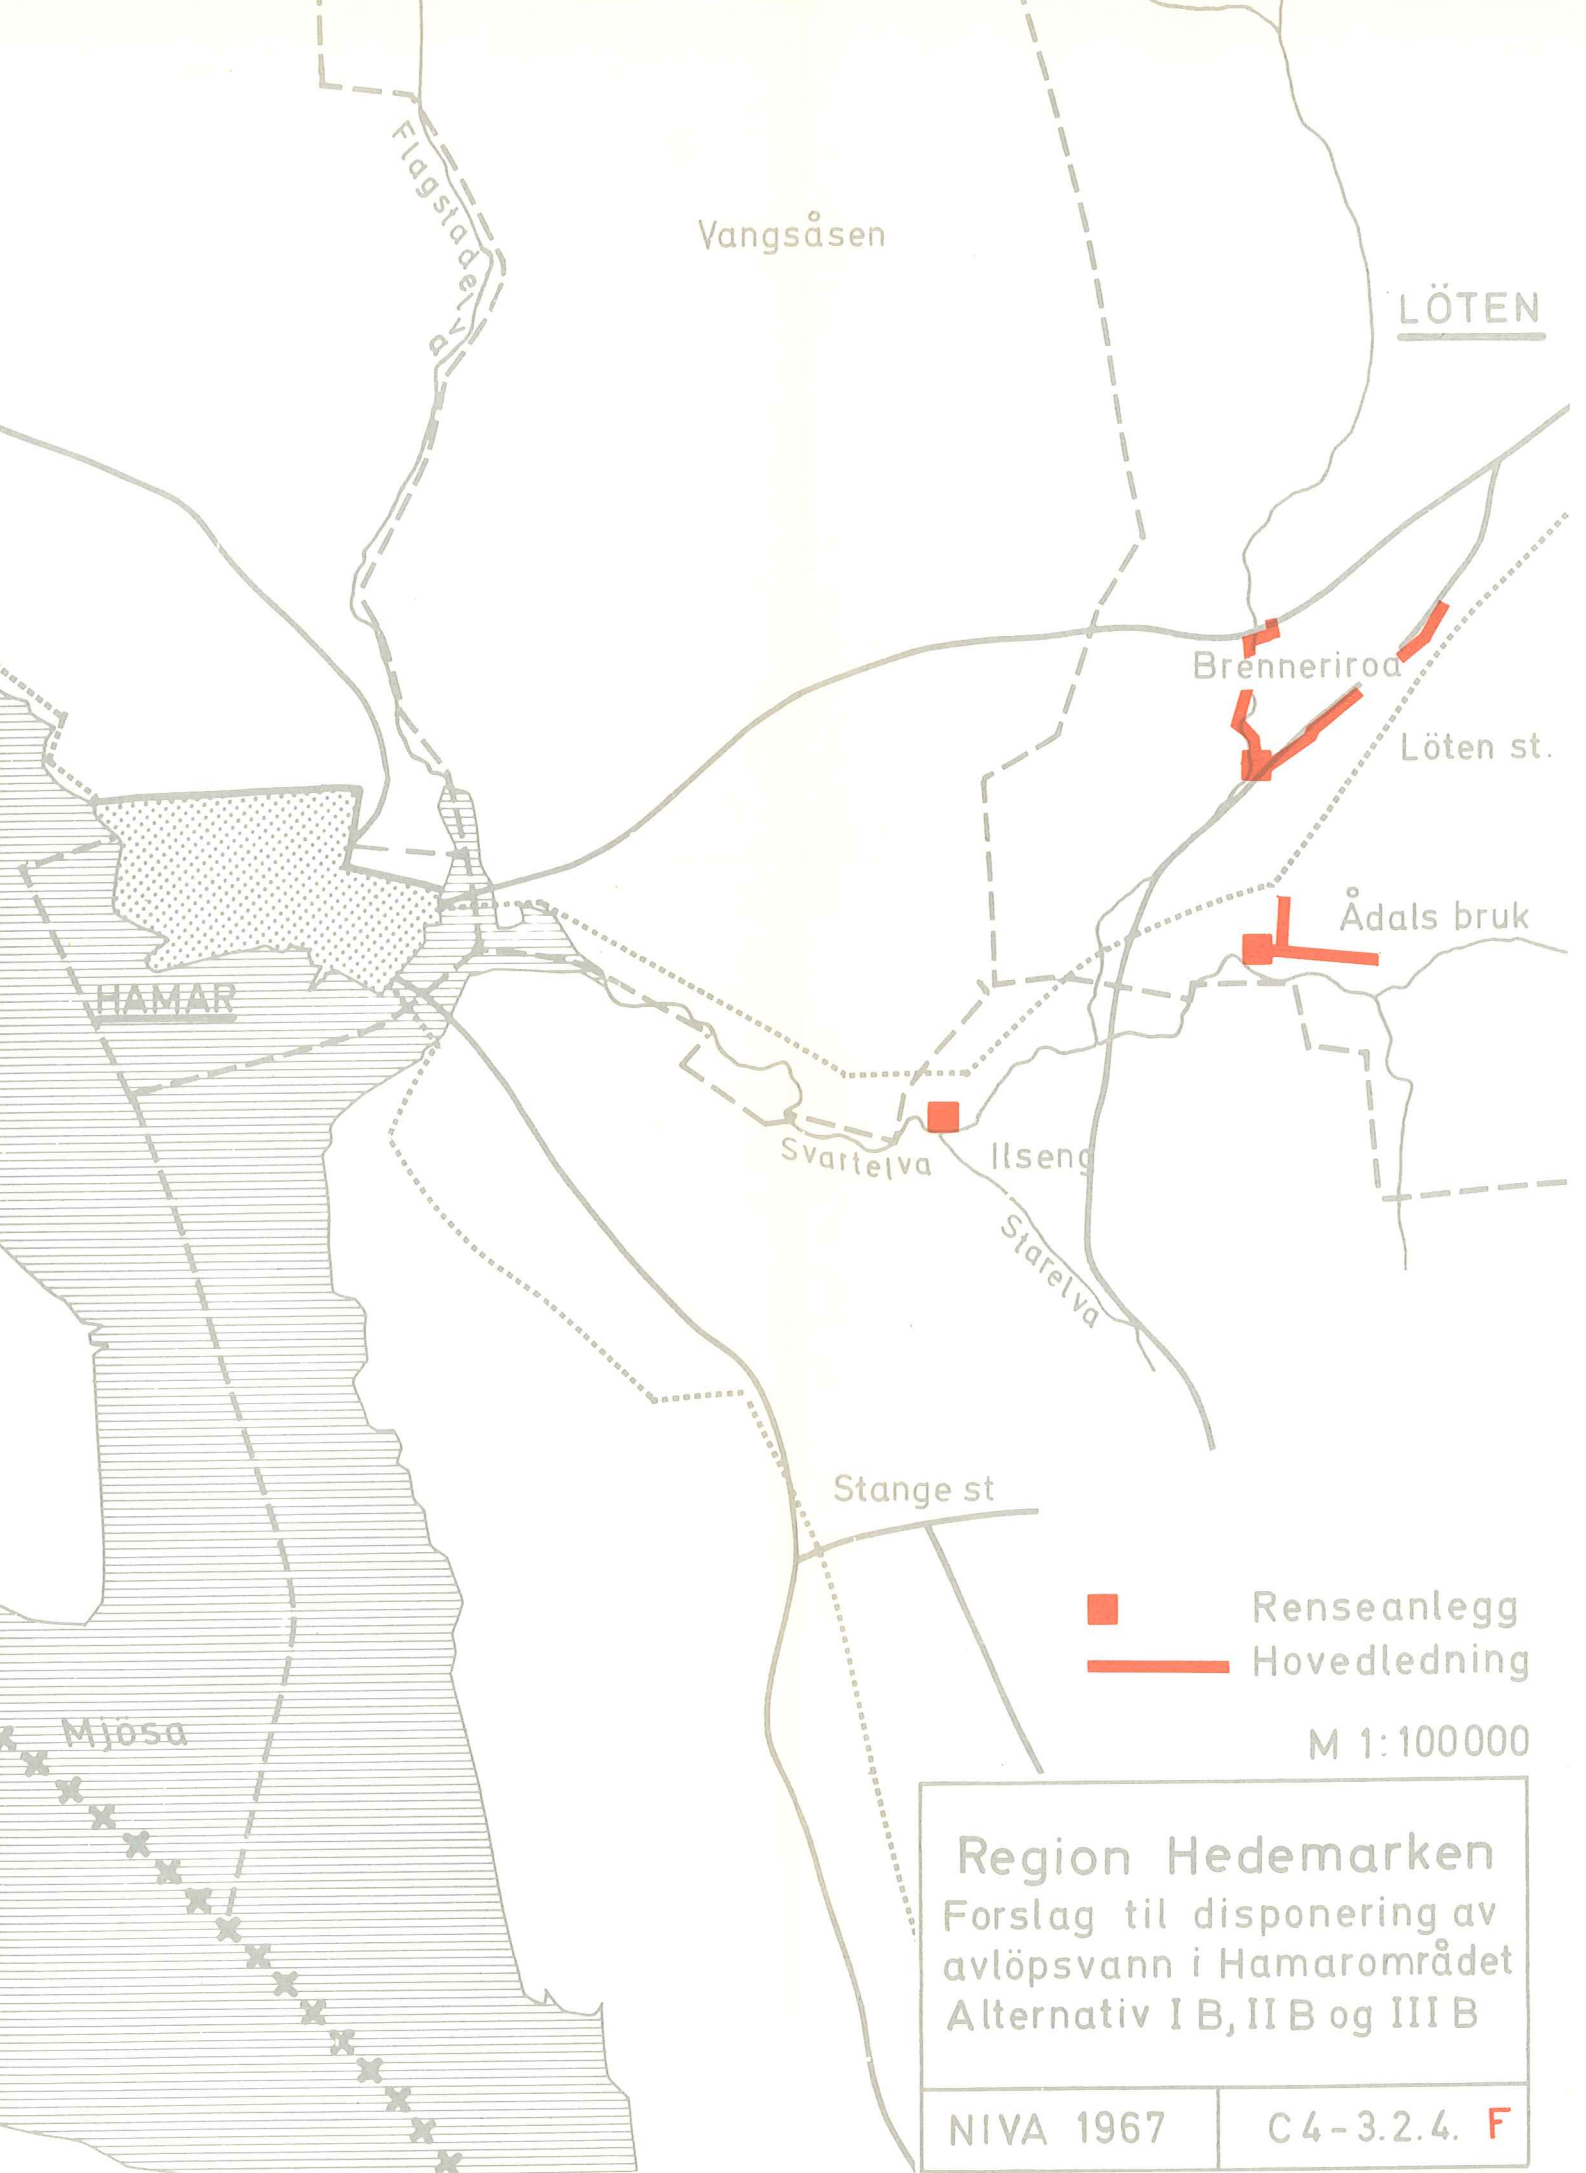 Flagstadelva
Vangsåsen
LÖTEN
Brenneriroa
Löten st.
Ådals bruk
HAMAR
Svartelva
Ilseng
Starelva
Stange st
Renseanlegg
Hovedledning
Mjösa
M 1:100000
Region Hedemarken
Forslag til disponering av
avlöpsvann i Hamarområdet
Alternativ I B, II B og III B
NIVA 1967
C4-3.2.4. F